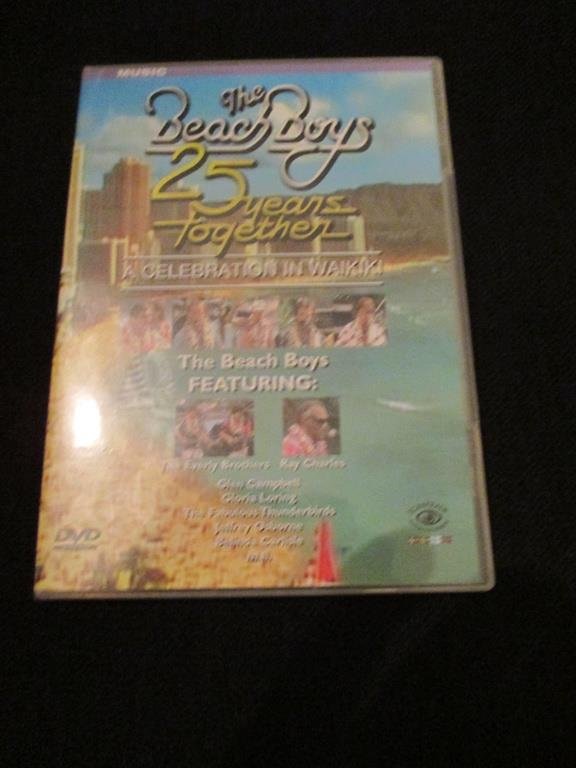 MUSIC
The
Beach Boys
25
years
together
A CELEBRATION IN WAIKIKI
The Beach Boys
FEATURING:
The Everly Brothers Ray Charles
Glen Campbell
Gloria Loring
The Fabulous Thunderbirds
Jeffrey Osborne
Belinda Carlisle
DVD